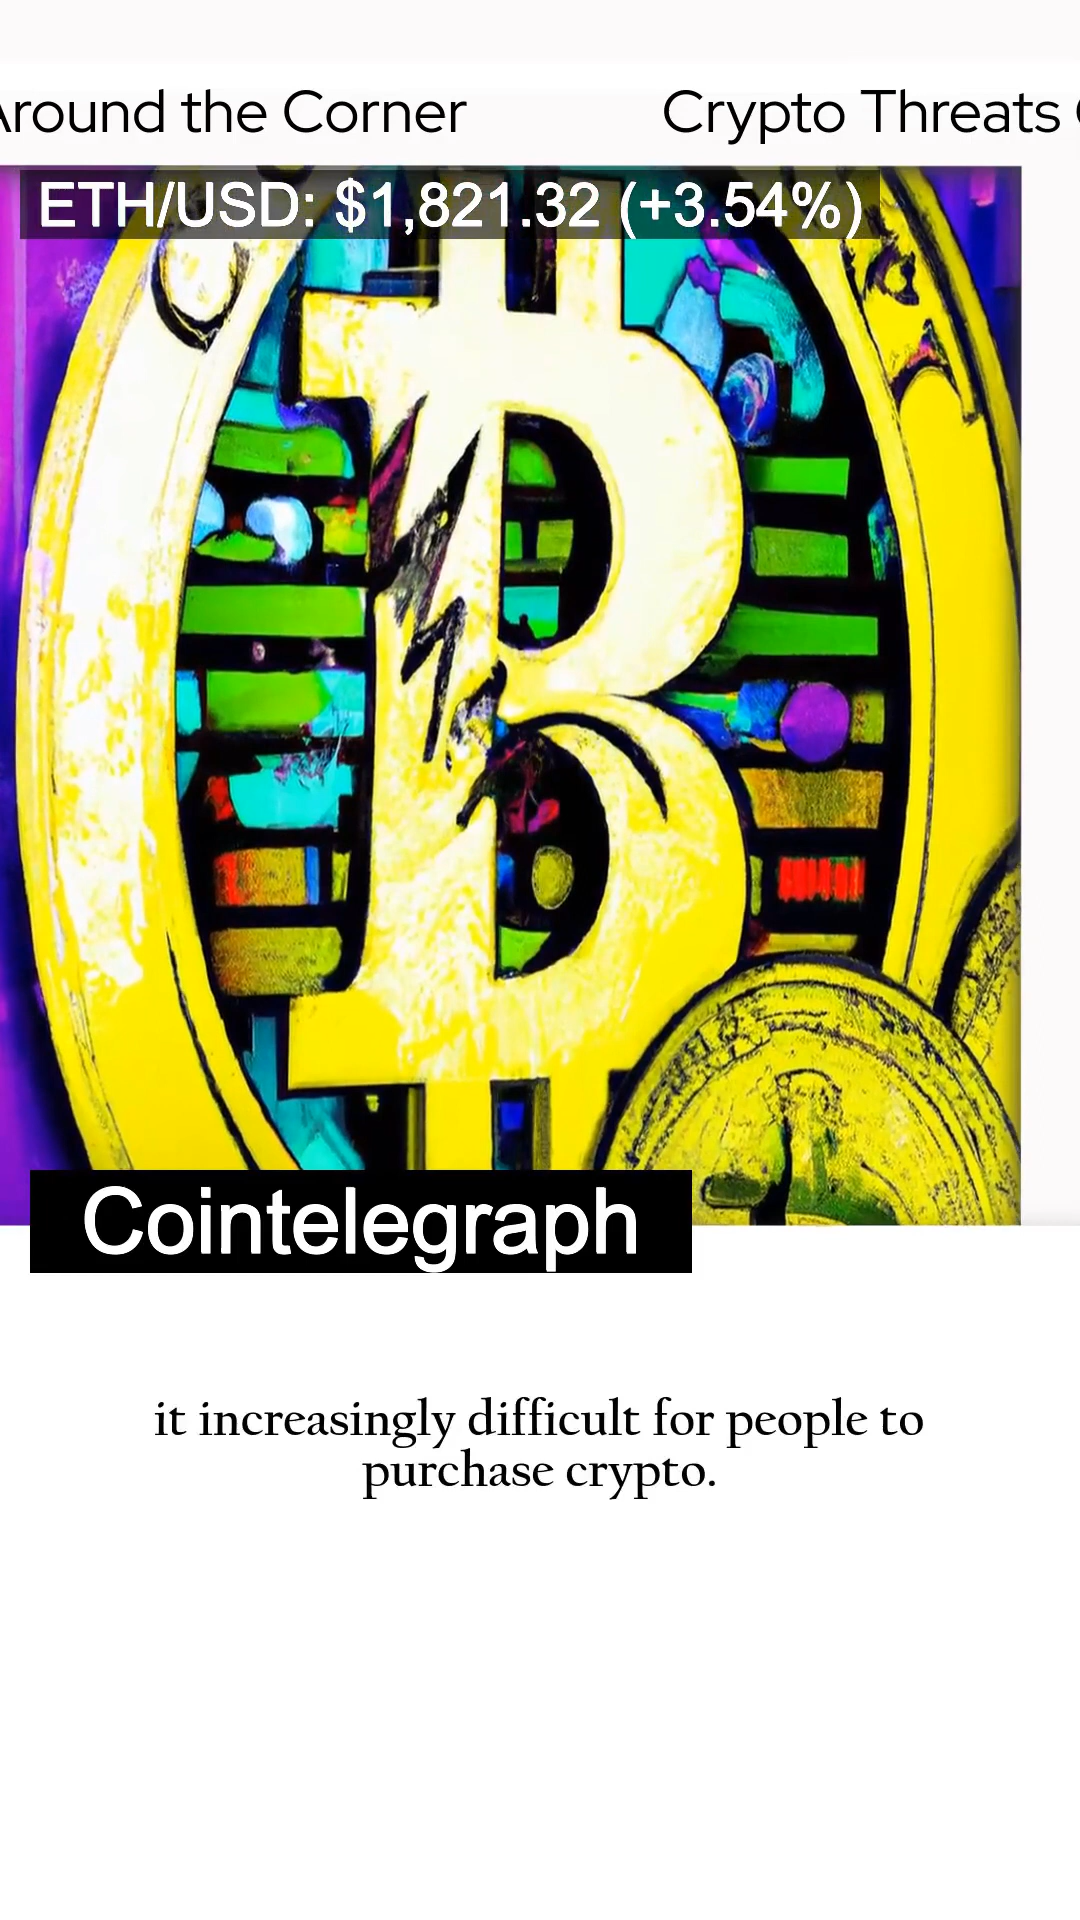 Around the Corner Crypto Threats
ETH/USD: $1,821.32 (+3.54%)
Cointelegraph
it increasingly difficult for people to
purchase crypto.